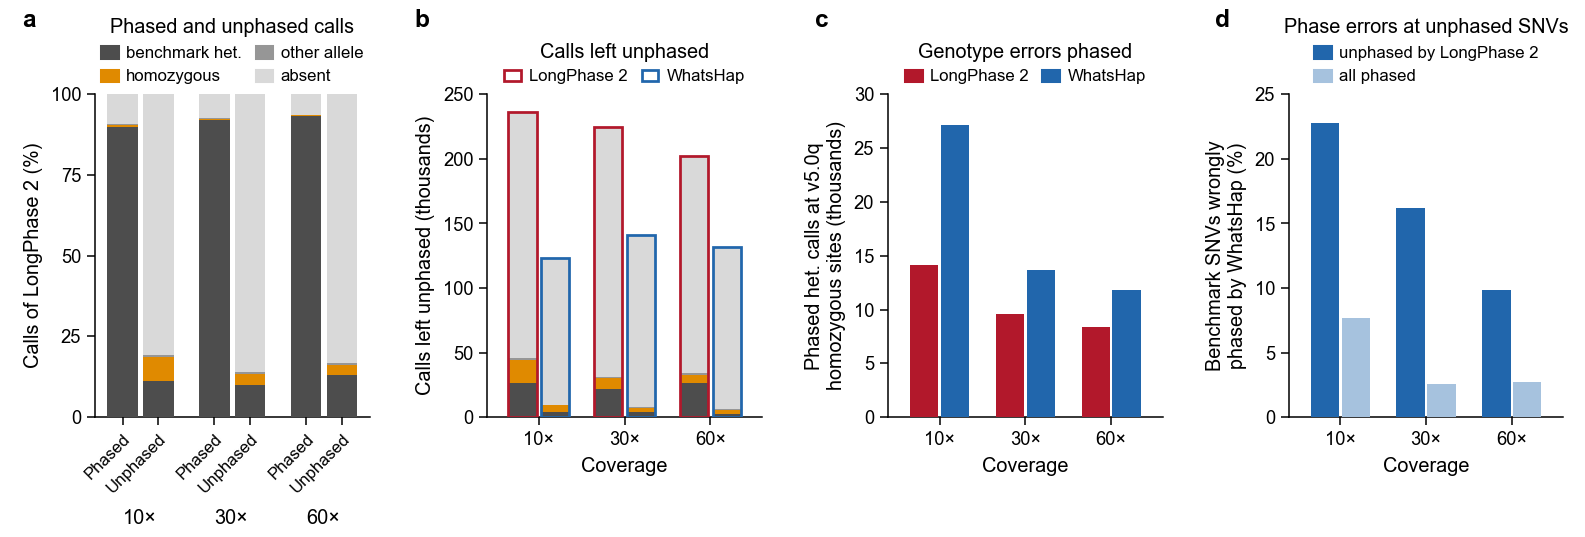 a
Phased and unphased calls
benchmark het.
other allele
homozygous
absent
Calls of LongPhase 2 (%)
100
75
50
25
0
Phased
Unphased
Phased
Unphased
Phased
Unphased
10×
30×
60×
b
Calls left unphased
LongPhase 2
WhatsHap
Calls left unphased (thousands)
250
200
150
100
50
0
10×
30×
60×
Coverage
c
Genotype errors phased
LongPhase 2
WhatsHap
Phased het. calls at v5.0q
homozygous sites (thousands)
30
25
20
15
10
5
0
10×
30×
60×
Coverage
d
Phase errors at unphased SNVs
unphased by LongPhase 2
all phased
Benchmark SNVs wrongly
phased by WhatsHap (%)
25
20
15
10
5
0
10×
30×
60×
Coverage